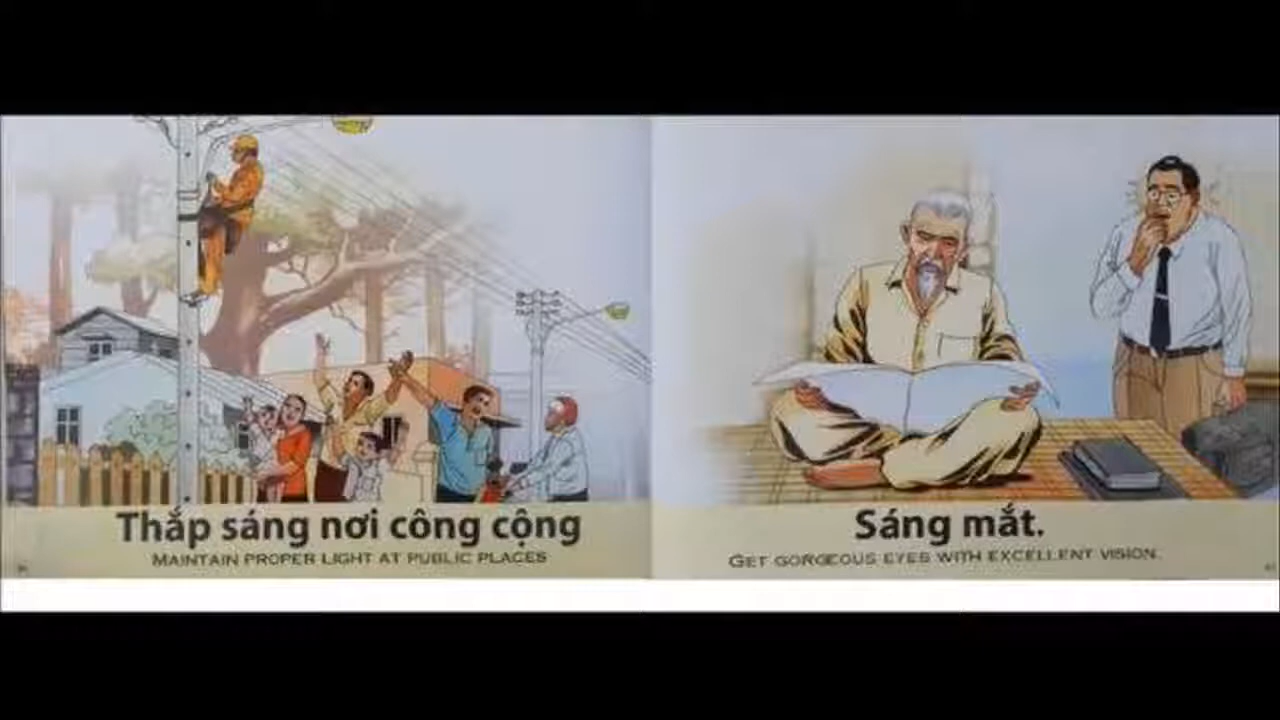 Thắp sáng nơi công cộng
MAINTAIN PROPER LIGHT AT PUBLIC PLACES
Sáng mắt.
GET GORGEOUS EYES WITH EXCELLENT VISION.